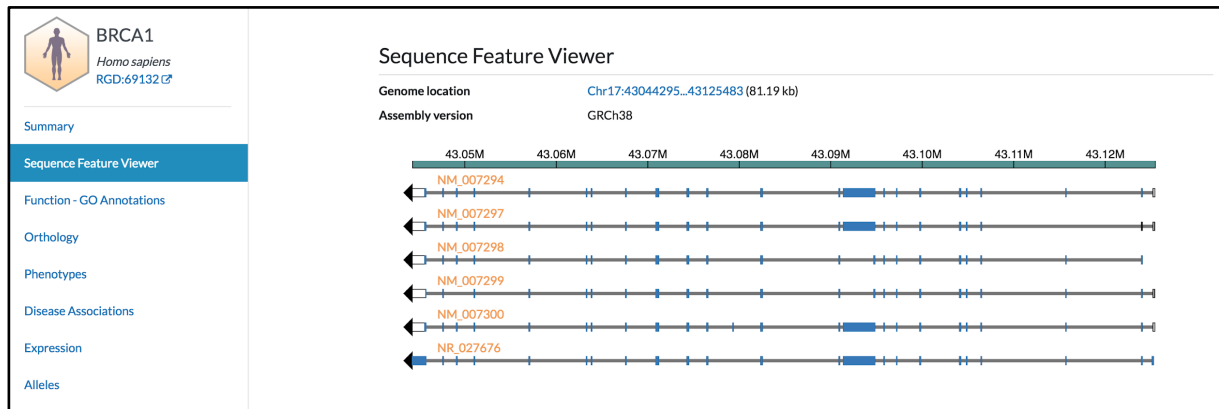 BRCA1
Homo sapiens
RGD:69132
Summary
Sequence Feature Viewer
Function - GO Annotations
Orthology
Phenotypes
Disease Associations
Expression
Alleles
Sequence Feature Viewer
Genome location Chr17:43044295...43125483 (81.19 kb)
Assembly version GRCh38
43.05M 43.06M 43.07M 43.08M 43.09M 43.10M 43.11M 43.12M
NM_007294
NM_007297
NM_007298
NM_007299
NM_007300
NR_027676